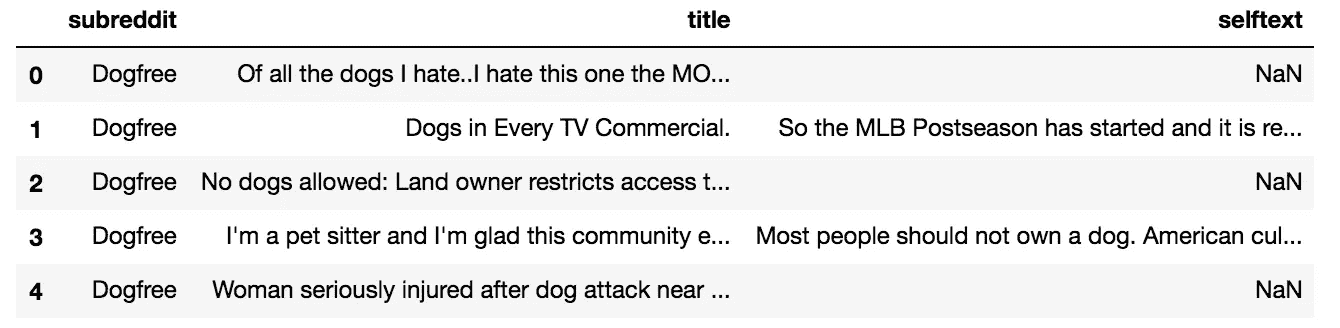 subreddit title selftext
0 Dogfree Of all the dogs I hate..I hate this one the MO... NaN
1 Dogfree Dogs in Every TV Commercial. So the MLB Postseason has started and it is re...
2 Dogfree No dogs allowed: Land owner restricts access t... NaN
3 Dogfree I'm a pet sitter and I'm glad this community e... Most people should not own a dog. American cul...
4 Dogfree Woman seriously injured after dog attack near ... NaN